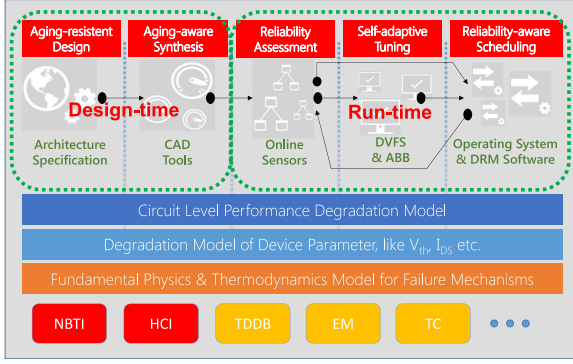 Aging-resistent Design
Aging-aware Synthesis
Reliability Assessment
Self-adaptive Tuning
Reliability-aware Scheduling
Design-time
Run-time
Architecture Specification
CAD Tools
Online Sensors
DVFS & ABB
Operating System & DRM Software
Circuit Level Performance Degradation Model
Degradation Model of Device Parameter, like Vth, IDS etc.
Fundamental Physics & Thermodynamics Model for Failure Mechanisms
NBTI
HCI
TDDB
EM
TC